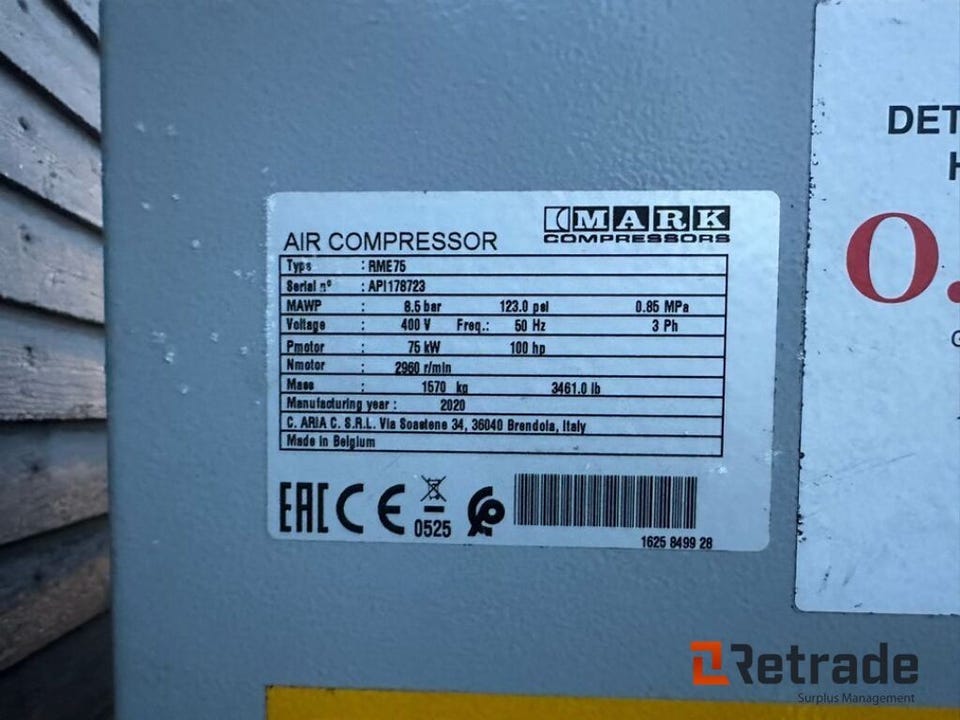 MARK
COMPRESSORS
AIR COMPRESSOR
Type : RME75
Serial n° : API178723
MAWP : 8.5 bar 123.0 psi 0.85 MPa
Voltage : 400 V Freq.: 50 Hz 3 Ph
Pmotor : 75 kW 100 hp
Nmotor : 2960 r/min
Mass : 1570 kg 3461.0 lb
Manufacturing year : 2020
C. ARIA C. S.R.L. Via Soastene 34, 36040 Brendola, Italy
Made in Belgium
EAC CE 0525
1625 8499 28
DET
H
0.
G
Retrade
Surplus Management